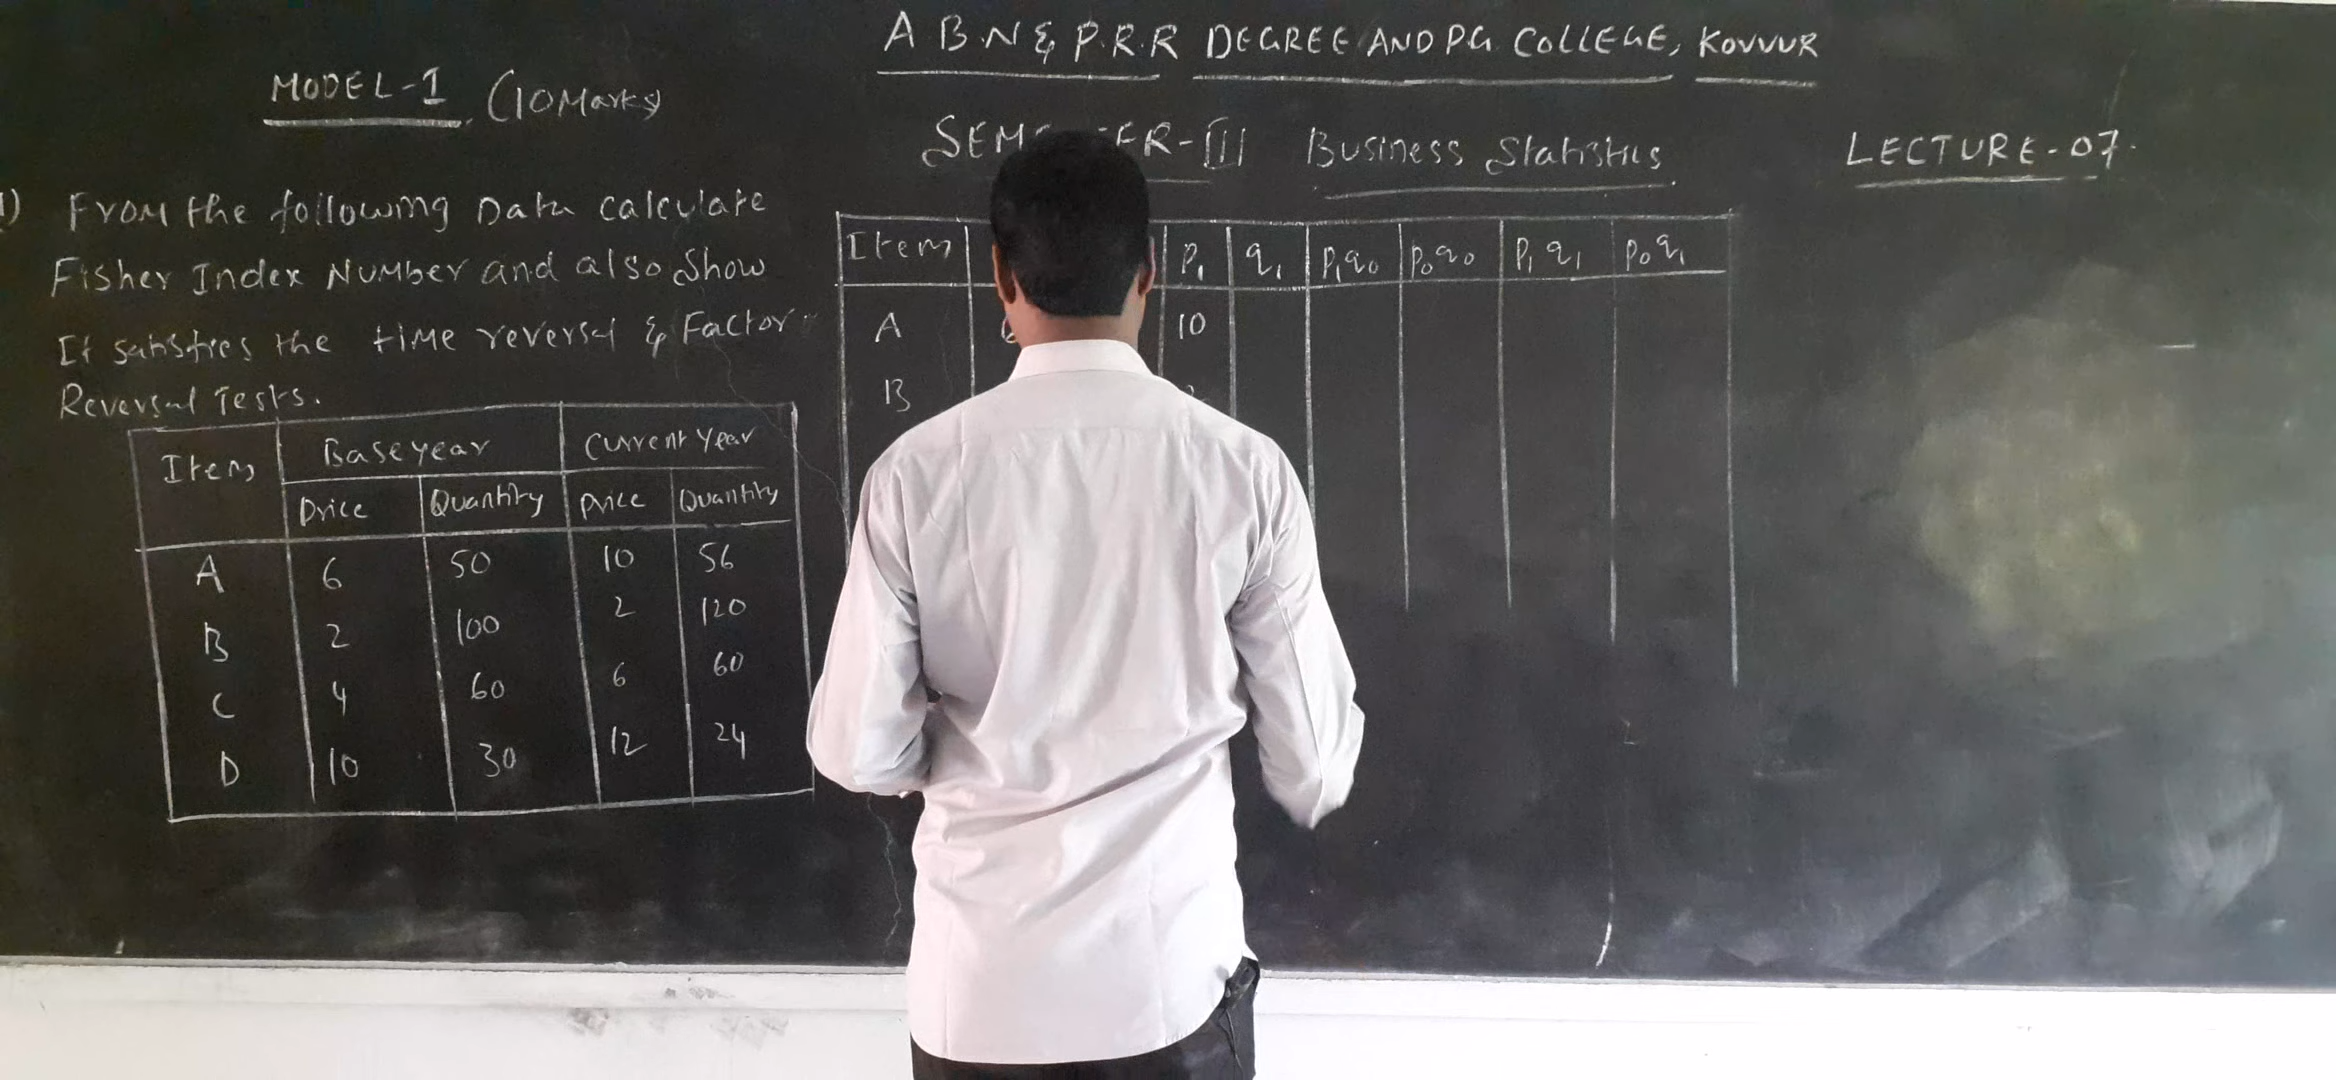 A B.N & P.R.R DEGREE AND P.G. COLLEGE, KOVVUR
MODEL-I (10Marks)
III Business Statistics
LECTURE-07.
1) From the following Data calculate
Fisher Index Number and also Show
It satisfies the time reversal & Factor
Reversal Tests.
Item Base year Current Year
Price Quantity Price Quantity
A 6 50 10 56
B 2 100 2 120
C 4 60 6 60
D 10 30 12 24
Item P₁ q₁ P₁q₀ P₀q₀ P₁q₁ P₀q₁
A 10
B